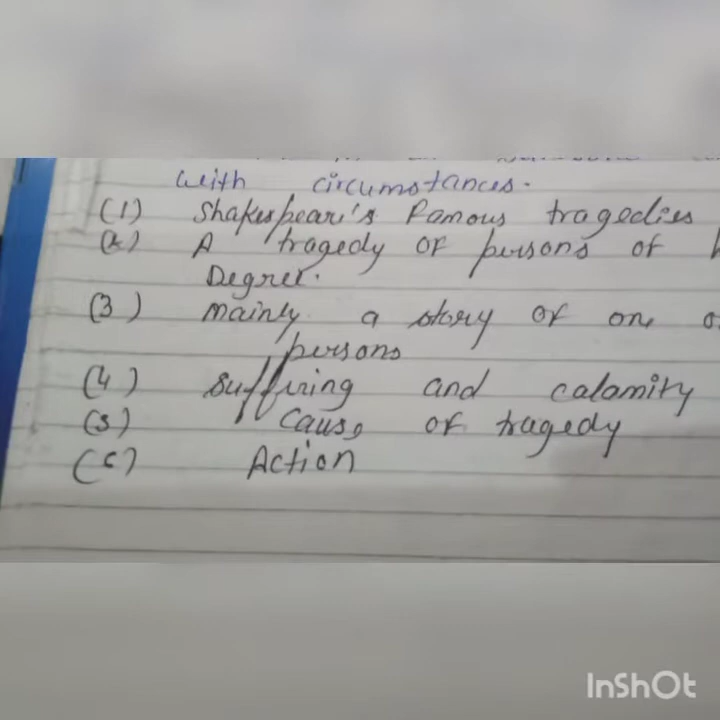 with circumstances.
(1) Shakespeare's Famous tragedies
(2) A tragedy of persons of
Degree.
(3) mainly a story of one
persons
(4) suffering and calamity
(5) Cause of tragedy
(6) Action
InShOt